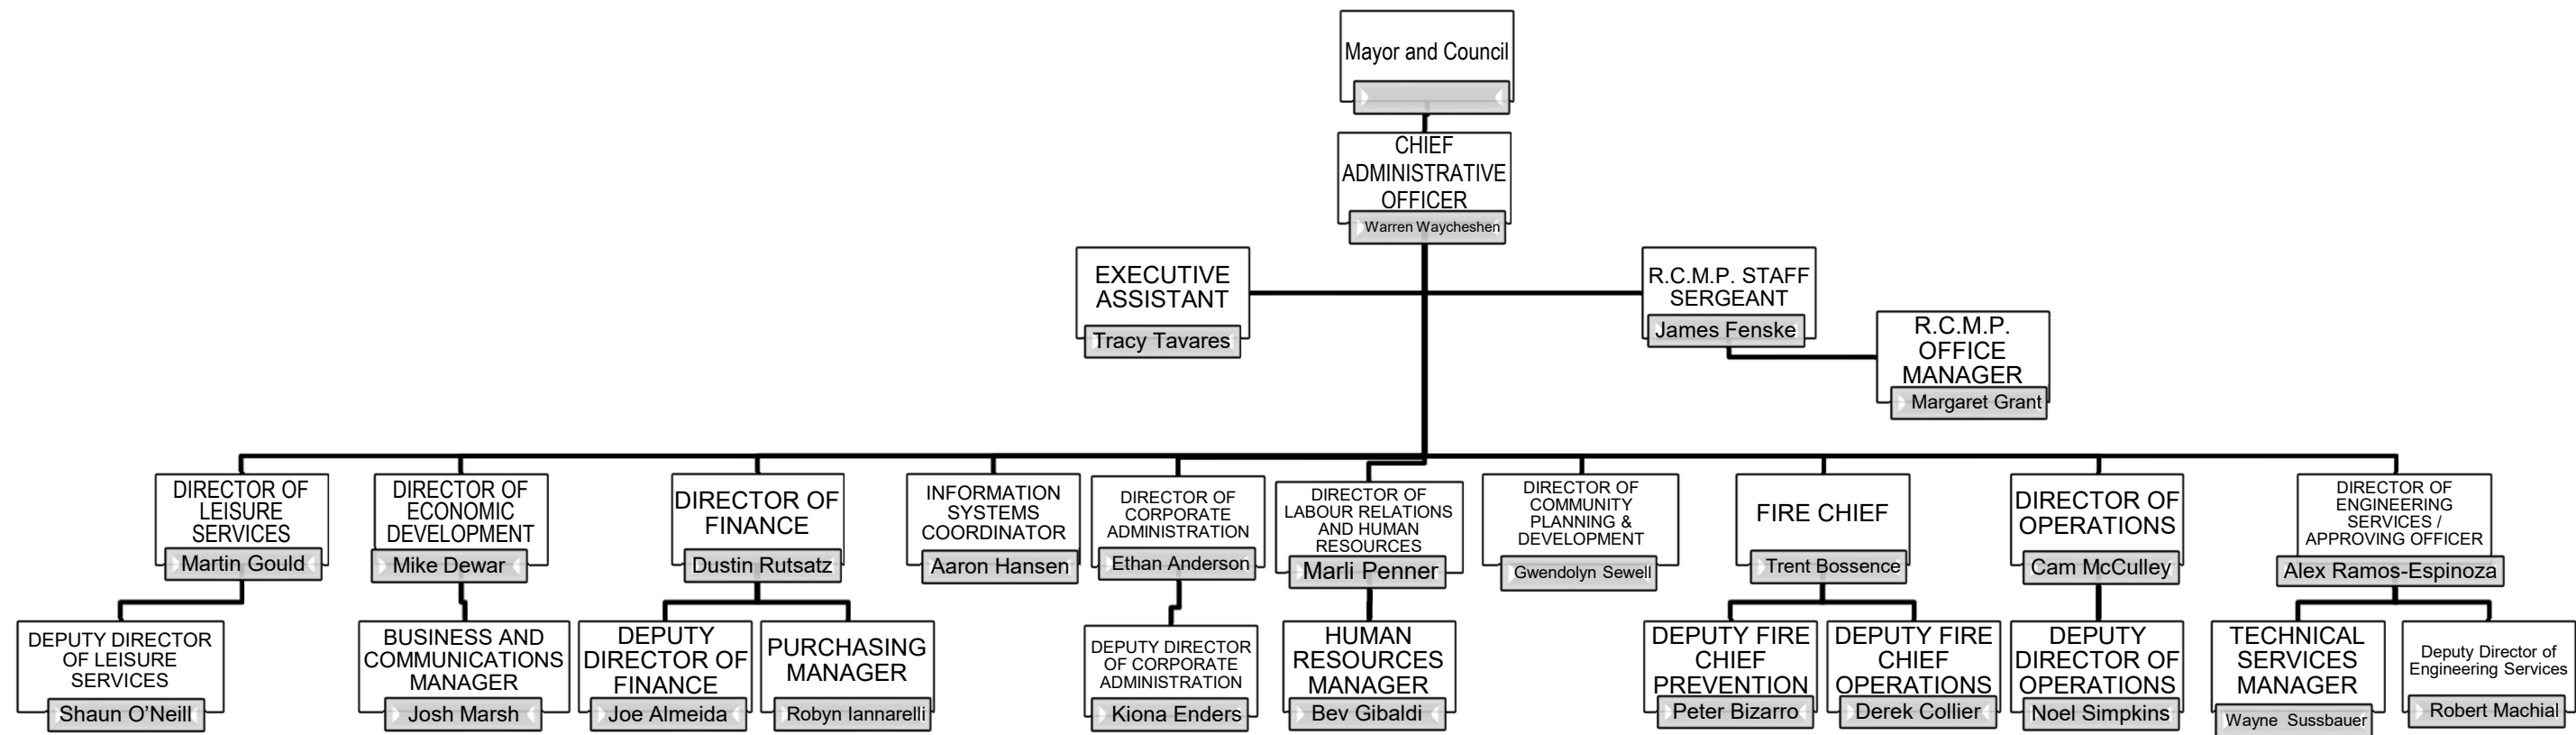 Mayor and Council
CHIEF
ADMINISTRATIVE
OFFICER
Warren Waycheshen
EXECUTIVE
ASSISTANT
Tracy Tavares
R.C.M.P. STAFF
SERGEANT
James Fenske
R.C.M.P.
OFFICE
MANAGER
Margaret Grant
DIRECTOR OF
LEISURE
SERVICES
Martin Gould
DIRECTOR OF
ECONOMIC
DEVELOPMENT
Mike Dewar
DIRECTOR OF
FINANCE
Dustin Rutsatz
INFORMATION
SYSTEMS
COORDINATOR
Aaron Hansen
DIRECTOR OF
CORPORATE
ADMINISTRATION
Ethan Anderson
DIRECTOR OF
LABOUR RELATIONS
AND HUMAN
RESOURCES
Marli Penner
DIRECTOR OF
COMMUNITY
PLANNING &
DEVELOPMENT
Gwendolyn Sewell
FIRE CHIEF
Trent Bossence
DIRECTOR OF
OPERATIONS
Cam McCulley
DIRECTOR OF
ENGINEERING
SERVICES /
APPROVING OFFICER
Alex Ramos-Espinoza
DEPUTY DIRECTOR
OF LEISURE
SERVICES
Shaun O’Neill
BUSINESS AND
COMMUNICATIONS
MANAGER
Josh Marsh
DEPUTY
DIRECTOR OF
FINANCE
Joe Almeida
PURCHASING
MANAGER
Robyn Iannarelli
DEPUTY DIRECTOR
OF CORPORATE
ADMINISTRATION
Kiona Enders
HUMAN
RESOURCES
MANAGER
Bev Gibaldi
DEPUTY FIRE
CHIEF
PREVENTION
Peter Bizarro
DEPUTY FIRE
CHIEF
OPERATIONS
Derek Collier
DEPUTY
DIRECTOR OF
OPERATIONS
Noel Simpkins
TECHNICAL
SERVICES
MANAGER
Wayne Sussbauer
Deputy Director of
Engineering Services
Robert Machial